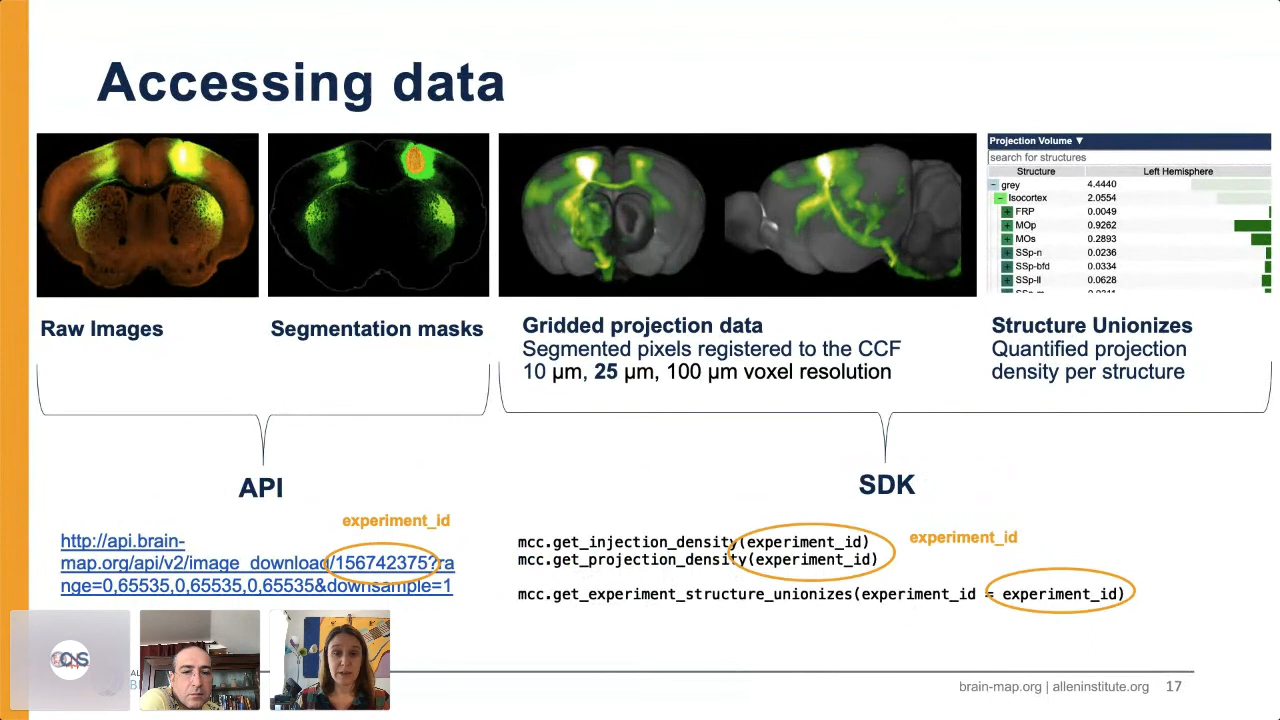 Accessing data
Projection Volume ▼
search for structures
Structure Left Hemisphere
grey 4.4440
Isocortex 2.0554
FRP 0.0049
MOp 0.9262
MOs 0.2893
SSp-n 0.0236
SSp-bfd 0.0334
SSp-ll 0.0628
Raw Images
Segmentation masks
Gridded projection data
Segmented pixels registered to the CCF
10 µm, 25 µm, 100 µm voxel resolution
Structure Unionizes
Quantified projection
density per structure
API
experiment_id
http://api.brain-
map.org/api/v2/image_download/156742375?ra
nge=0,65535,0,65535,0,65535&downsample=1
SDK
experiment_id
mcc.get_injection_density(experiment_id)
mcc.get_projection_density(experiment_id)
mcc.get_experiment_structure_unionizes(experiment_id = experiment_id)
brain-map.org | alleninstitute.org 17